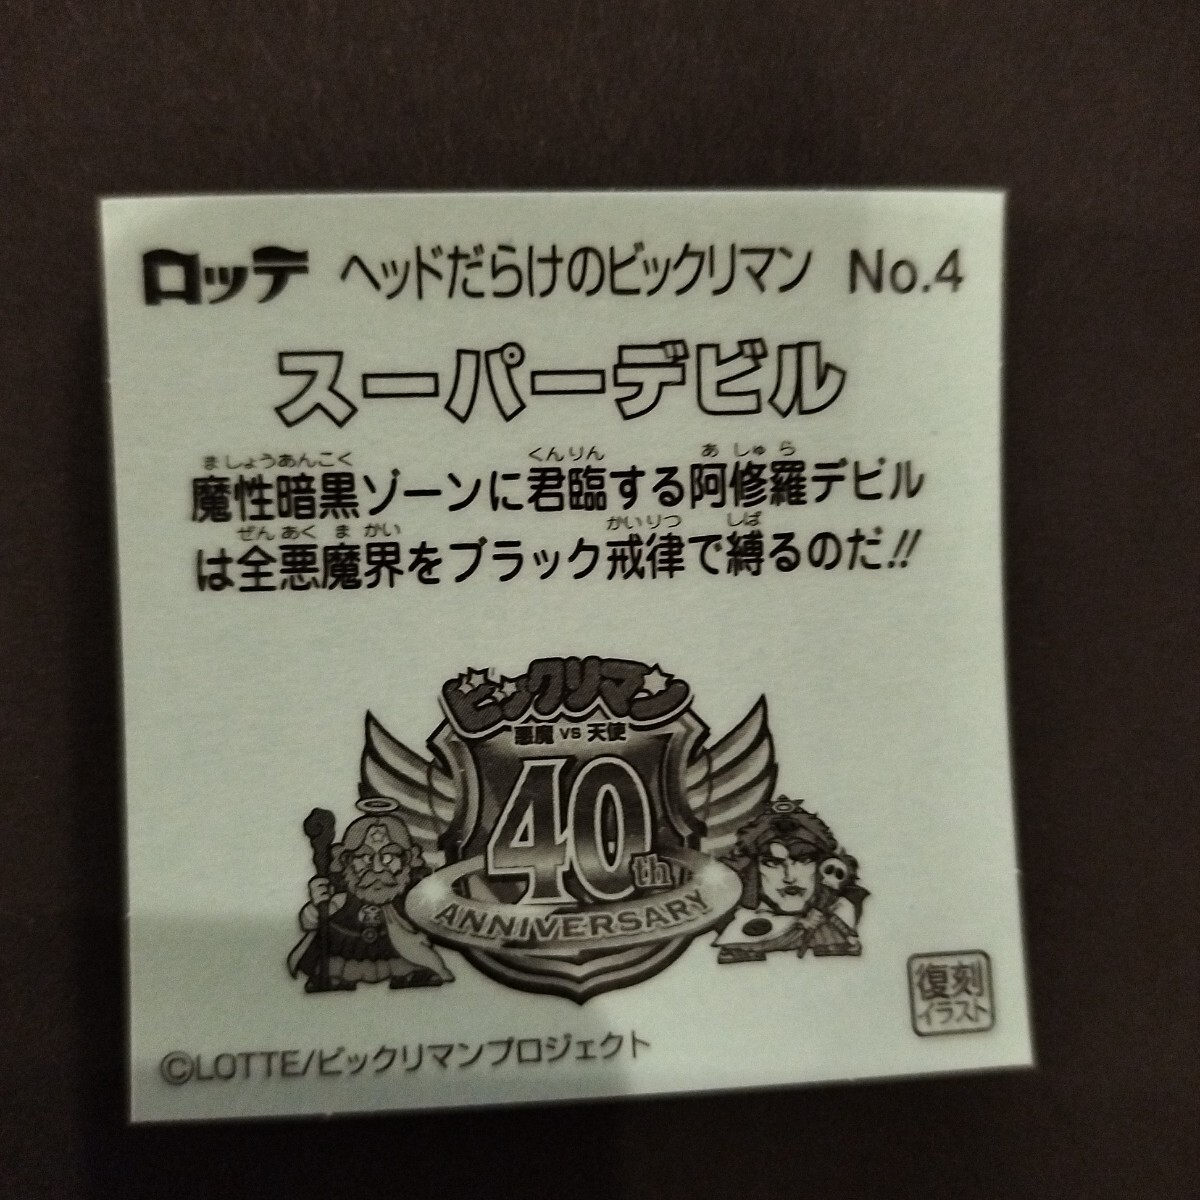 ロッテ ヘッドだらけのビックリマン No.4
スーパーデビル
ましょうあんこく くんりん あしゅら
魔性暗黒ゾーンに君臨する阿修羅デビル
ぜんあくまかい かいりつ しば
は全悪魔界をブラック戒律で縛るのだ!!
ビックリマン
悪魔 VS 天使
40th
ANNIVERSARY
復刻
イラスト
©LOTTE/ビックリマンプロジェクト